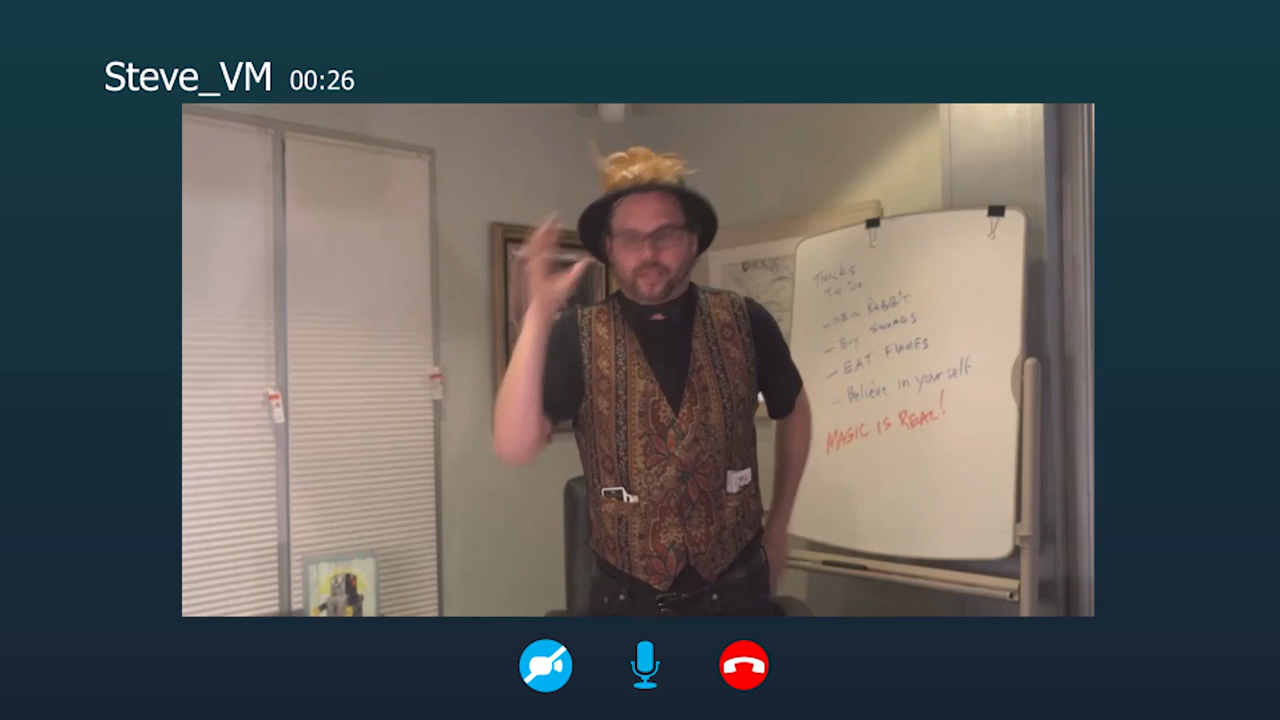 Steve_VM 00:26
Tricks
To Do
- NEW RABBIT
- BUY SWORDS
- EAT FLAMES
- Believe in yourself
MAGIC IS REAL!